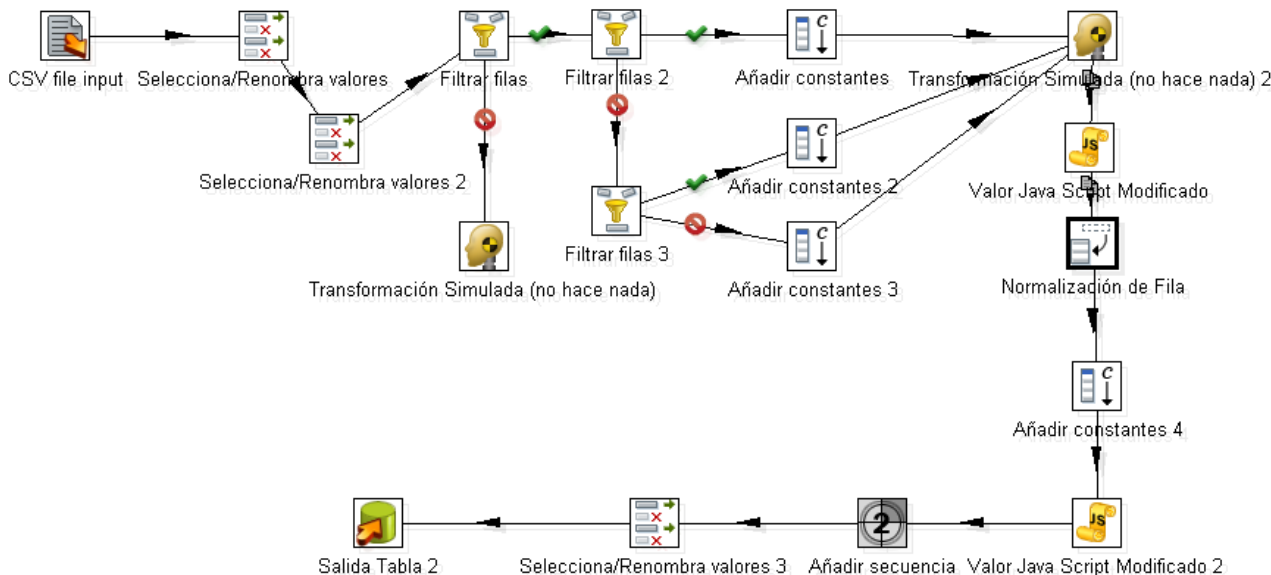 CSV file input
Selecciona/Renombra valores
Filtrar filas
Filtrar filas 2
Añadir constantes
Transformación Simulada (no hace nada) 2
Selecciona/Renombra valores 2
Añadir constantes 2
Valor Java Script Modificado
Filtrar filas 3
Transformación Simulada (no hace nada)
Añadir constantes 3
Normalización de Fila
Añadir constantes 4
Salida Tabla 2
Selecciona/Renombra valores 3
Añadir secuencia
Valor Java Script Modificado 2
C
C
C
C
JS
JS
2